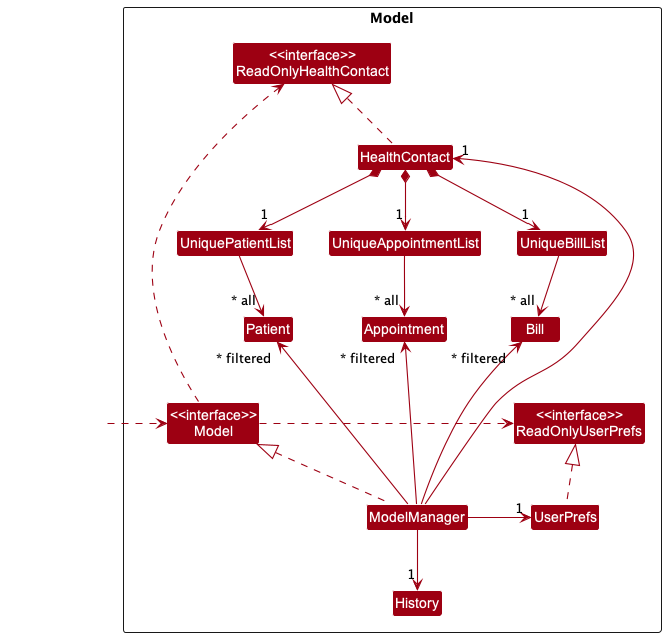 Model
<<interface>>
ReadOnlyHealthContact
HealthContact
1
1
1
1
UniquePatientList
UniqueAppointmentList
UniqueBillList
* all
* all
* all
Patient
Appointment
Bill
* filtered
* filtered
* filtered
<<interface>>
Model
<<interface>>
ReadOnlyUserPrefs
ModelManager
1
UserPrefs
1
History